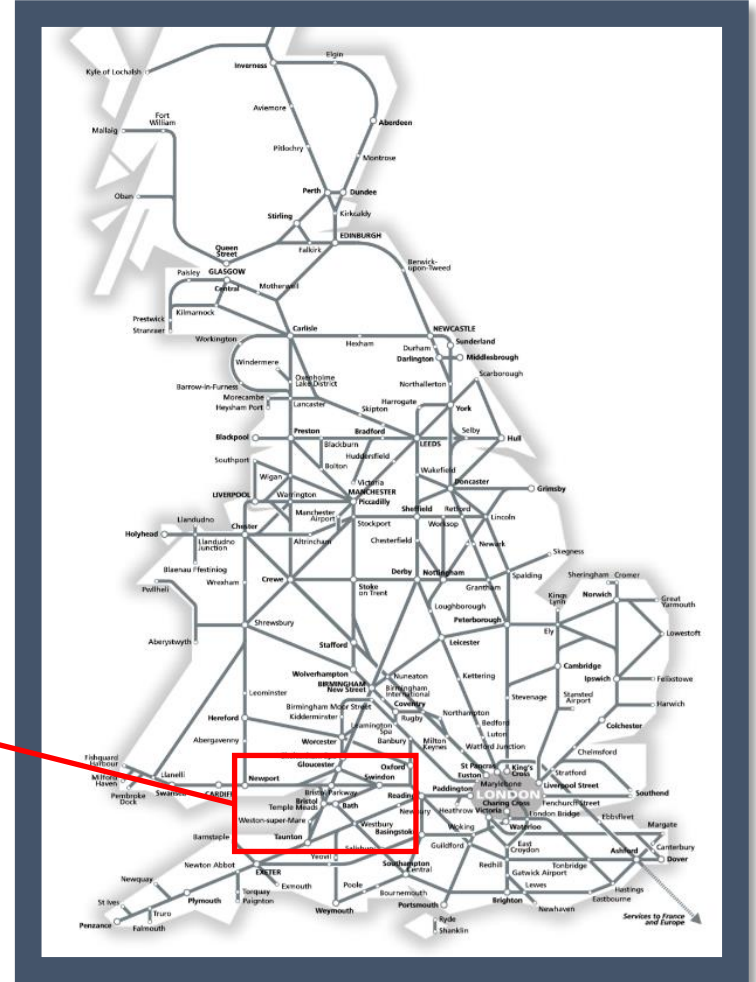 Kyle of Lochalsh
Inverness
Elgin
Aviemore
Aberdeen
Fort
William
Mallaig
Pitlochry
Montrose
Oban
Perth
Dundee
Stirling
Kirkcaldy
EDINBURGH
Falkirk
Queen
Street
GLASGOW
Central
Paisley
Motherwell
Berwick-
upon-Tweed
Prestwick
Stranraer
Kilmarnock
Carlisle
Hexham
NEWCASTLE
Sunderland
Durham
Darlington
Middlesbrough
Workington
Windermere
Oxenholme
Lake District
Northallerton
Scarborough
Barrow-in-Furness
Morecambe
Heysham Port
Lancaster
Skipton
Harrogate
York
Blackpool
Preston
Blackburn
Bradford
LEEDS
Selby
Hull
Southport
Bolton
Huddersfield
Wakefield
Wigan
Victoria
MANCHESTER
Piccadilly
Doncaster
Grimsby
LIVERPOOL
Warrington
Manchester
Airport
Stockport
Sheffield
Retford
Worksop
Lincoln
Llandudno
Holyhead
Llandudno
Junction
Chester
Altrincham
Chesterfield
Newark
Skegness
Blaenau Ffestiniog
Wrexham
Crewe
Stoke
on Trent
Derby
Nottingham
Grantham
Spalding
Sheringham
Cromer
Pwllheli
Loughborough
Kings
Lynn
Norwich
Great
Yarmouth
Aberystwyth
Shrewsbury
Stafford
Leicester
Peterborough
Ely
Lowestoft
Wolverhampton
BIRMINGHAM
New Street
Nuneaton
Birmingham
International
Kettering
Cambridge
Ipswich
Felixstowe
Leominster
Birmingham Moor Street
Kidderminster
Coventry
Rugby
Northampton
Stevenage
Stansted
Airport
Harwich
Hereford
Leamington
Spa
Bedford
Colchester
Abergavenny
Worcester
Banbury
Milton
Keynes
Luton
Watford Junction
Chelmsford
Fishguard
Harbour
Milford
Haven
Pembroke
Dock
Llanelli
Swansea
CARDIFF
Newport
Gloucester
Oxford
Swindon
Bristol Parkway
Bristol
Temple Meads
Bath
Reading
St Pancras
Euston
King's
Cross
Stratford
Marylebone
Liverpool Street
Paddington
LONDON
Southend
Weston-super-Mare
Westbury
Newbury
Heathrow
Victoria
Charing Cross
Fenchurch Street
London Bridge
Ebbsfleet
Margate
Barnstaple
Taunton
Basingstoke
Woking
Waterloo
Canterbury
Newton Abbot
EXETER
Yeovil
Salisbury
Southampton
Central
Guildford
East
Croydon
Redhill
Gatwick Airport
Tonbridge
Ashford
Dover
Newquay
Torquay
Paignton
Exmouth
Poole
Bournemouth
Lewes
Hastings
Eastbourne
St Ives
Plymouth
Truro
Weymouth
Portsmouth
Brighton
Newhaven
Penzance
Falmouth
Ryde
Shanklin
Services to France
and Europe